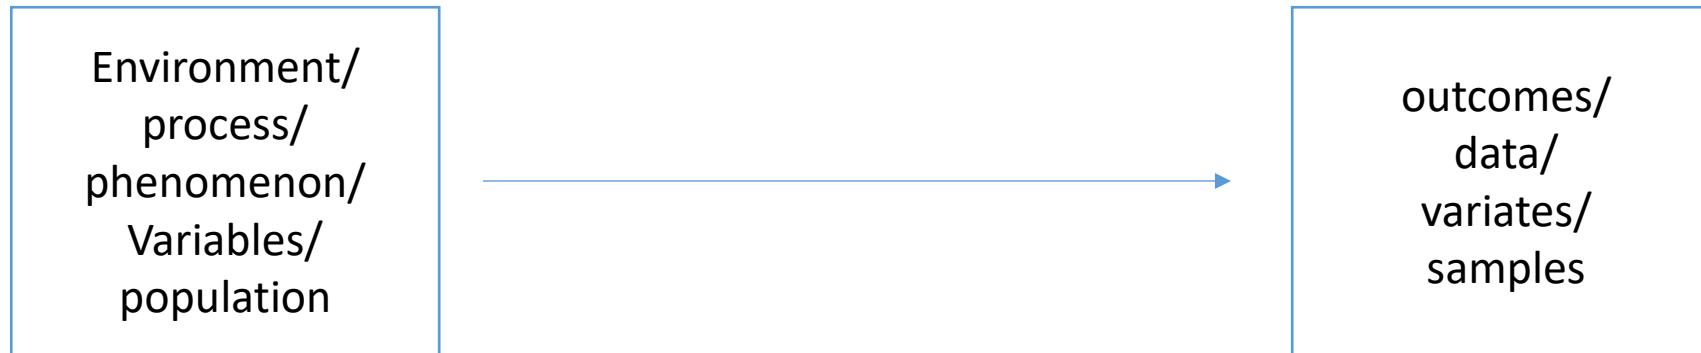 Environment/
process/
phenomenon/
Variables/
population
outcomes/
data/
variates/
samples